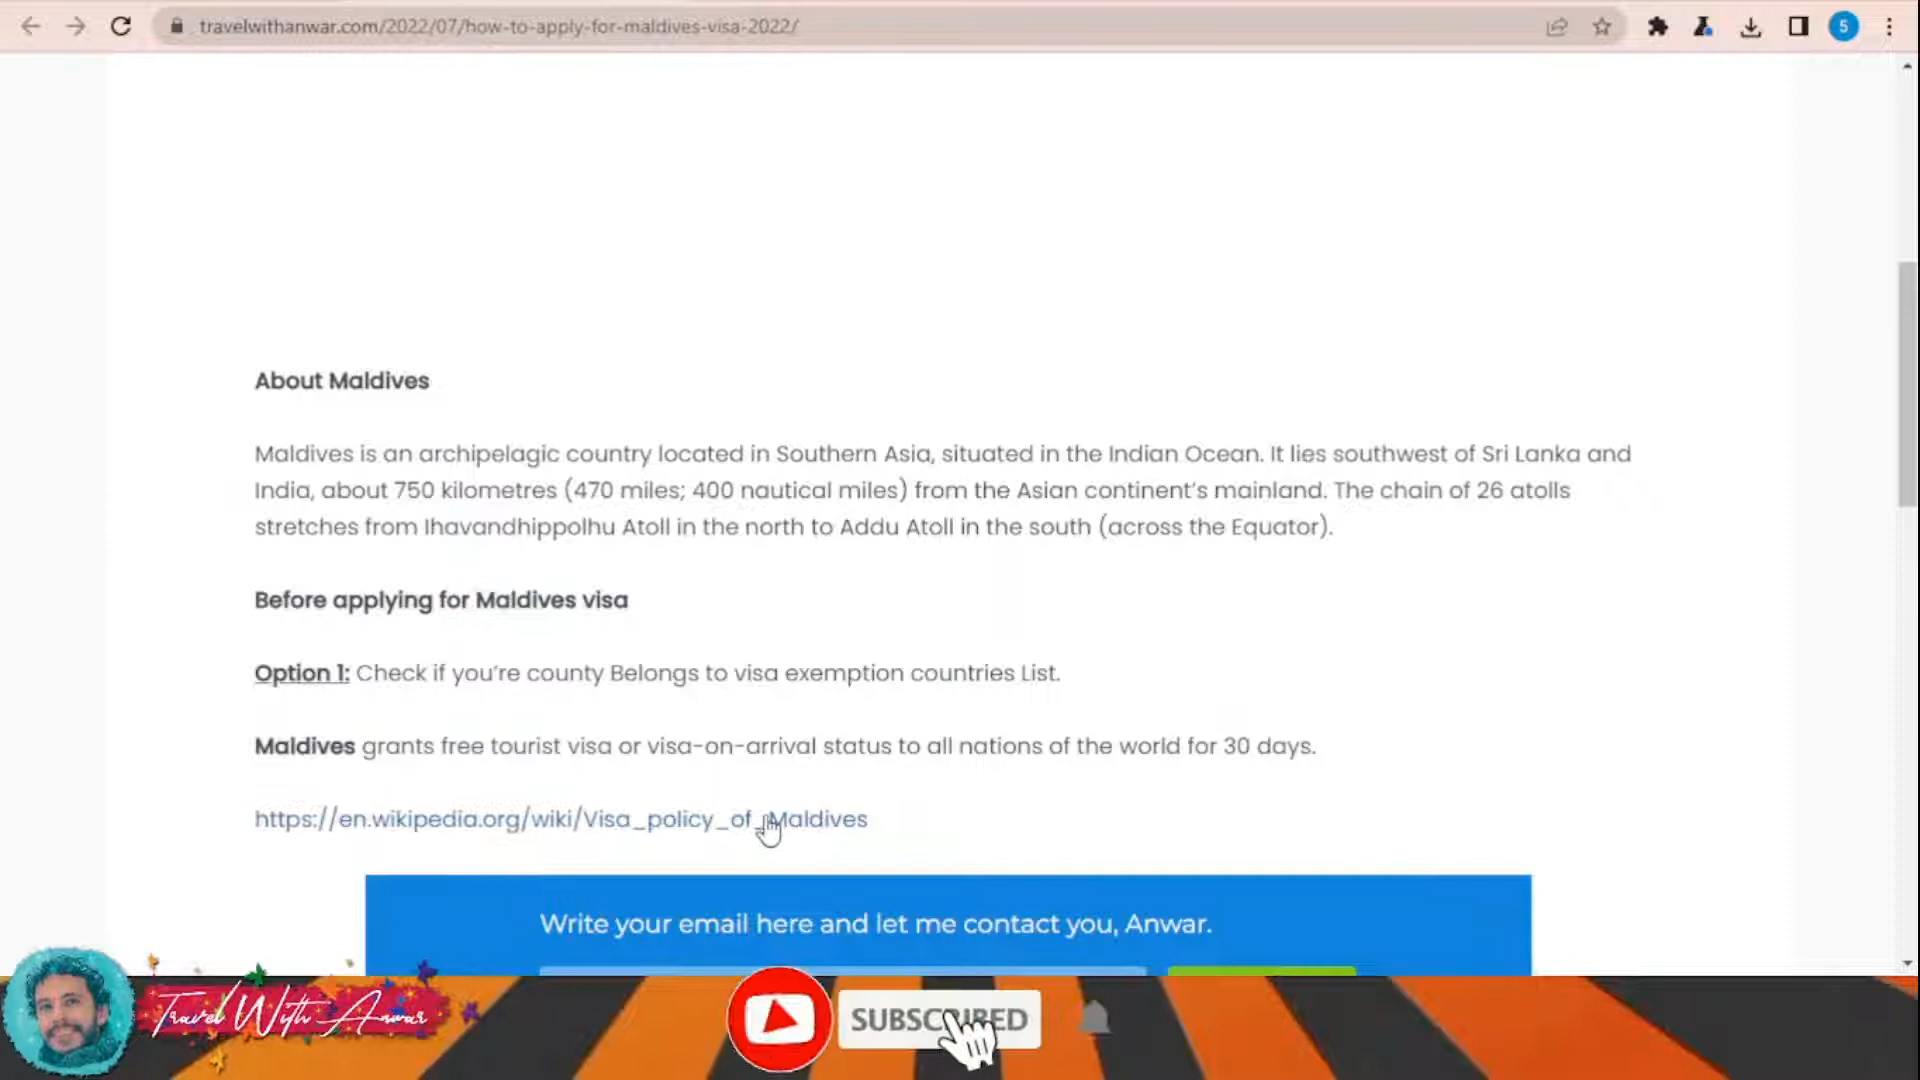 travelwithanwar.com/2022/07/how-to-apply-for-maldives-visa-2022/
5
About Maldives
Maldives is an archipelagic country located in Southern Asia, situated in the Indian Ocean. It lies southwest of Sri Lanka and
India, about 750 kilometres (470 miles; 400 nautical miles) from the Asian continent's mainland. The chain of 26 atolls
stretches from Ihavandhippolhu Atoll in the north to Addu Atoll in the south (across the Equator).
Before applying for Maldives visa
Option 1: Check if you're county Belongs to visa exemption countries List.
Maldives grants free tourist visa or visa-on-arrival status to all nations of the world for 30 days.
https://en.wikipedia.org/wiki/Visa_policy_of_Maldives
Write your email here and let me contact you, Anwar.
Travel With Anwar
SUBSCRIBED